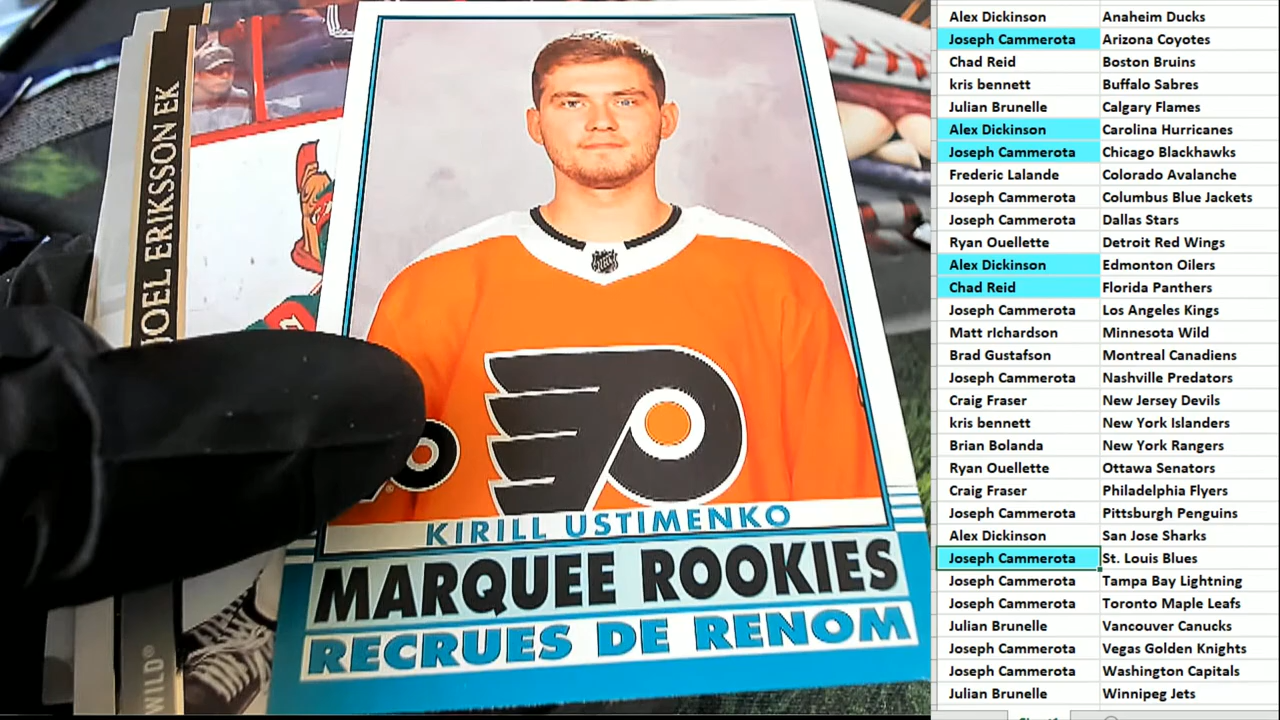 JOEL ERIKSSON EK
WILD®
KIRILL USTIMENKO
MARQUEE ROOKIES
RECRUES DE RENOM
Alex Dickinson Anaheim Ducks
Joseph Cammerota Arizona Coyotes
Chad Reid Boston Bruins
kris bennett Buffalo Sabres
Julian Brunelle Calgary Flames
Alex Dickinson Carolina Hurricanes
Joseph Cammerota Chicago Blackhawks
Frederic Lalande Colorado Avalanche
Joseph Cammerota Columbus Blue Jackets
Joseph Cammerota Dallas Stars
Ryan Ouellette Detroit Red Wings
Alex Dickinson Edmonton Oilers
Chad Reid Florida Panthers
Joseph Cammerota Los Angeles Kings
Matt rIchardson Minnesota Wild
Brad Gustafson Montreal Canadiens
Joseph Cammerota Nashville Predators
Craig Fraser New Jersey Devils
kris bennett New York Islanders
Brian Bolanda New York Rangers
Ryan Ouellette Ottawa Senators
Craig Fraser Philadelphia Flyers
Joseph Cammerota Pittsburgh Penguins
Alex Dickinson San Jose Sharks
Joseph Cammerota St. Louis Blues
Joseph Cammerota Tampa Bay Lightning
Joseph Cammerota Toronto Maple Leafs
Julian Brunelle Vancouver Canucks
Joseph Cammerota Vegas Golden Knights
Joseph Cammerota Washington Capitals
Julian Brunelle Winnipeg Jets